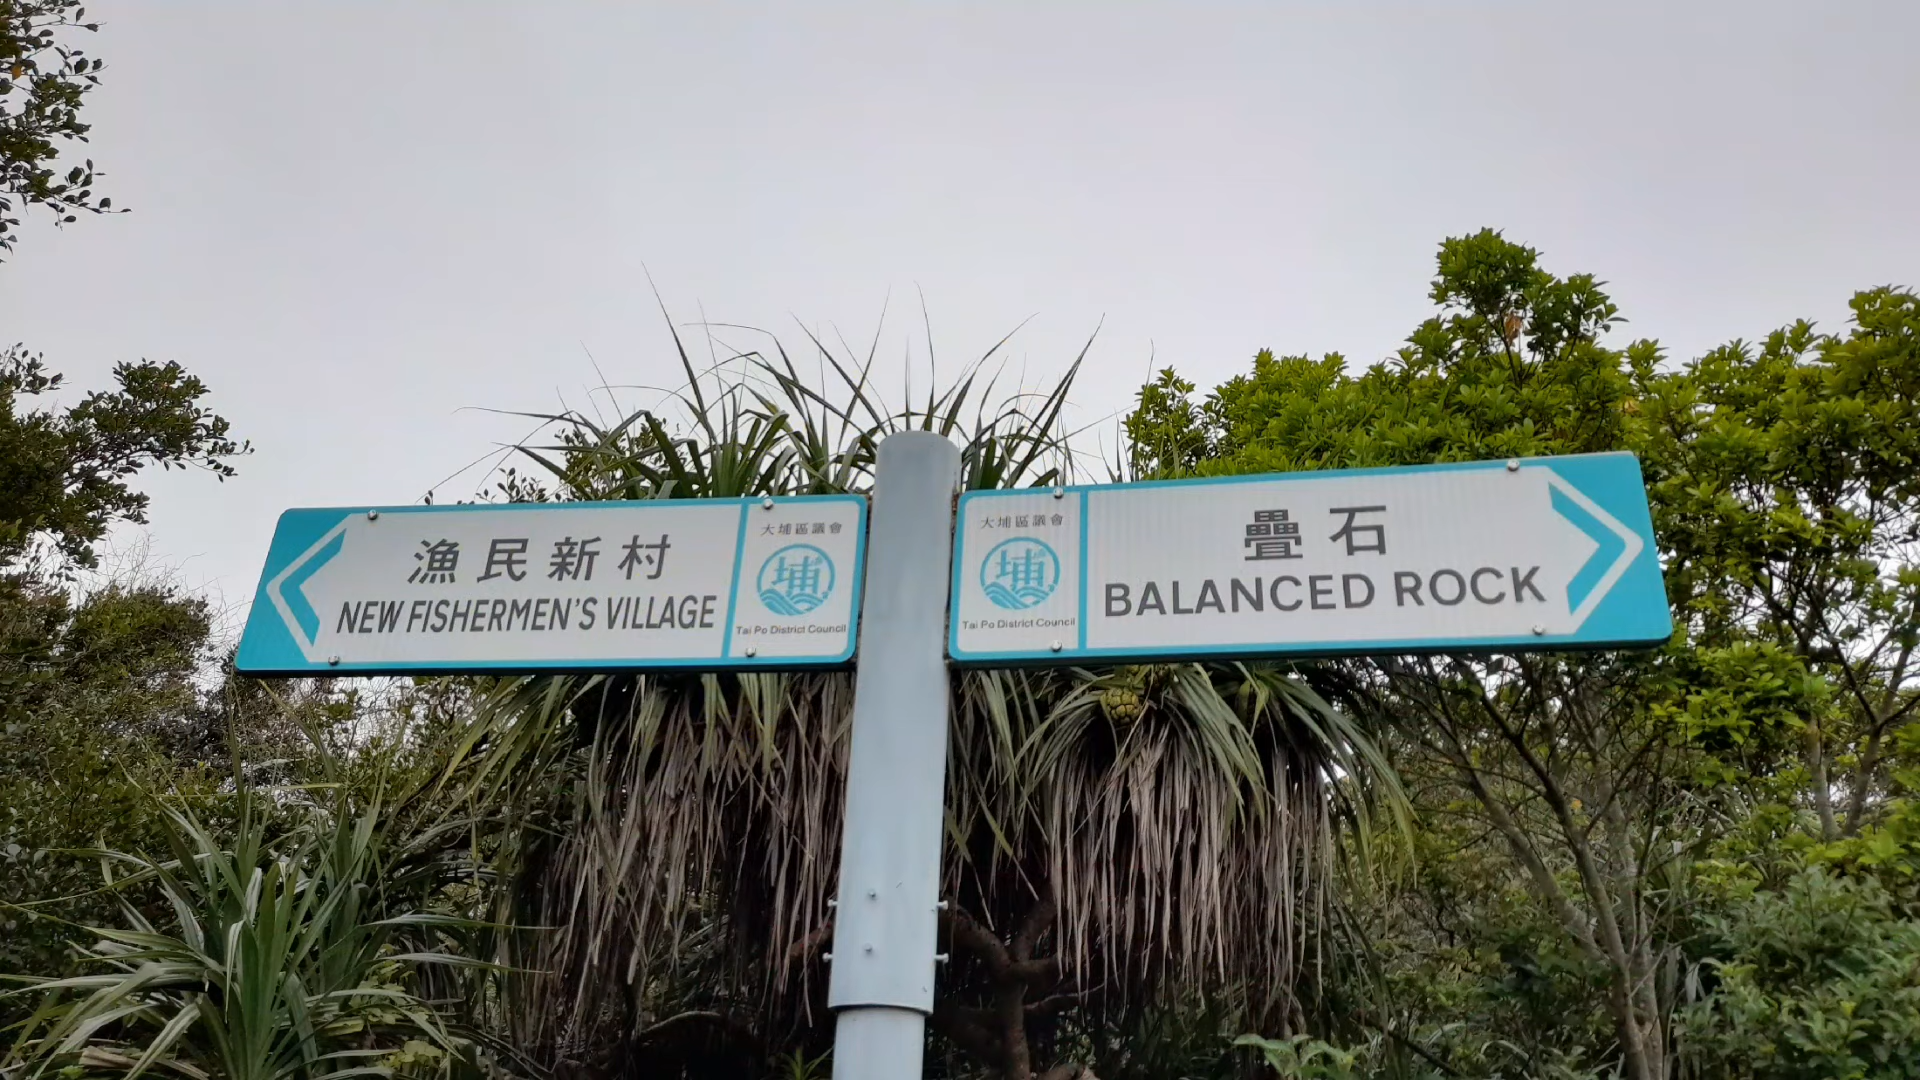 漁民新村
NEW FISHERMEN'S VILLAGE
大埔區議會
埔
Tai Po District Council
大埔區議會
埔
Tai Po District Council
疊石
BALANCED ROCK